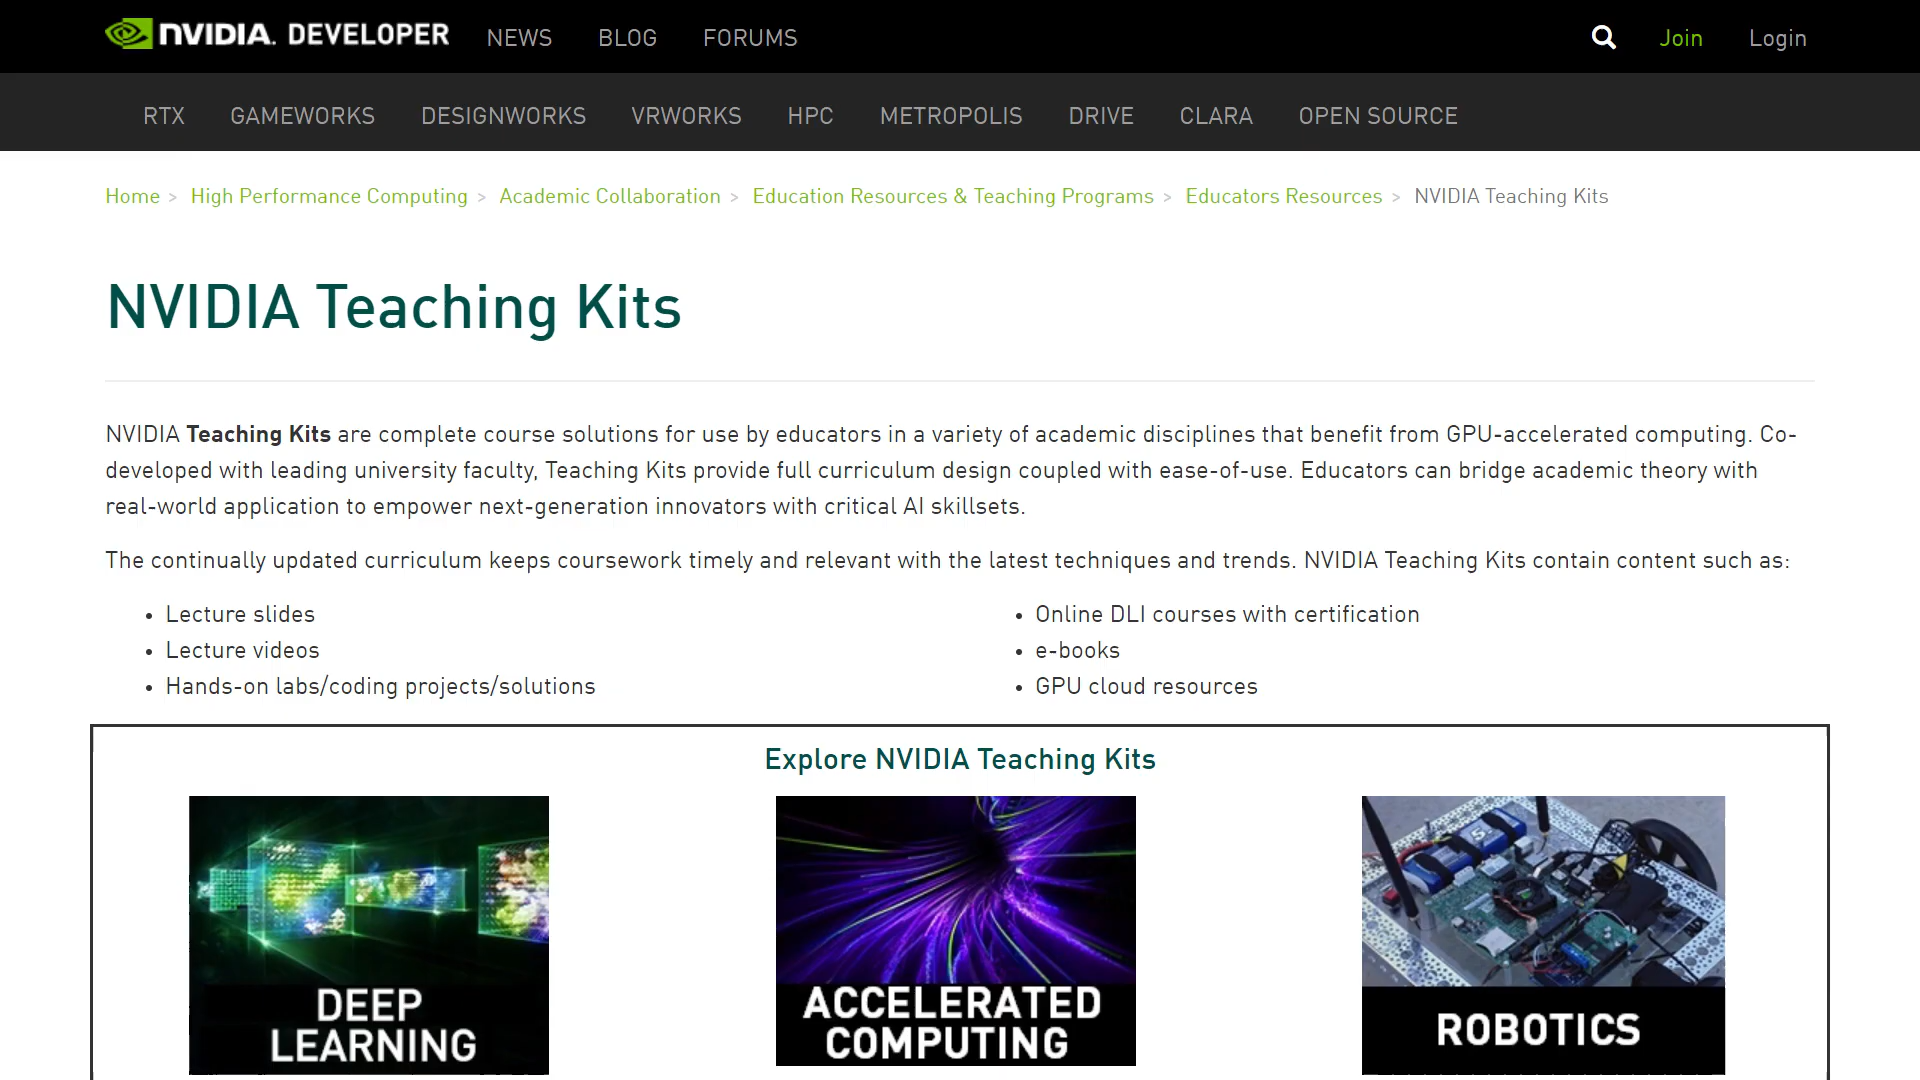 NVIDIA. DEVELOPER NEWS BLOG FORUMS Join Login
RTX GAMEWORKS DESIGNWORKS VRWORKS HPC METROPOLIS DRIVE CLARA OPEN SOURCE
Home > High Performance Computing > Academic Collaboration > Education Resources & Teaching Programs > Educators Resources > NVIDIA Teaching Kits
NVIDIA Teaching Kits
NVIDIA Teaching Kits are complete course solutions for use by educators in a variety of academic disciplines that benefit from GPU-accelerated computing. Co-
developed with leading university faculty, Teaching Kits provide full curriculum design coupled with ease-of-use. Educators can bridge academic theory with
real-world application to empower next-generation innovators with critical AI skillsets.
The continually updated curriculum keeps coursework timely and relevant with the latest techniques and trends. NVIDIA Teaching Kits contain content such as:
• Lecture slides
• Lecture videos
• Hands-on labs/coding projects/solutions
• Online DLI courses with certification
• e-books
• GPU cloud resources
Explore NVIDIA Teaching Kits
DEEP
LEARNING
ACCELERATED
COMPUTING
5
ROBOTICS